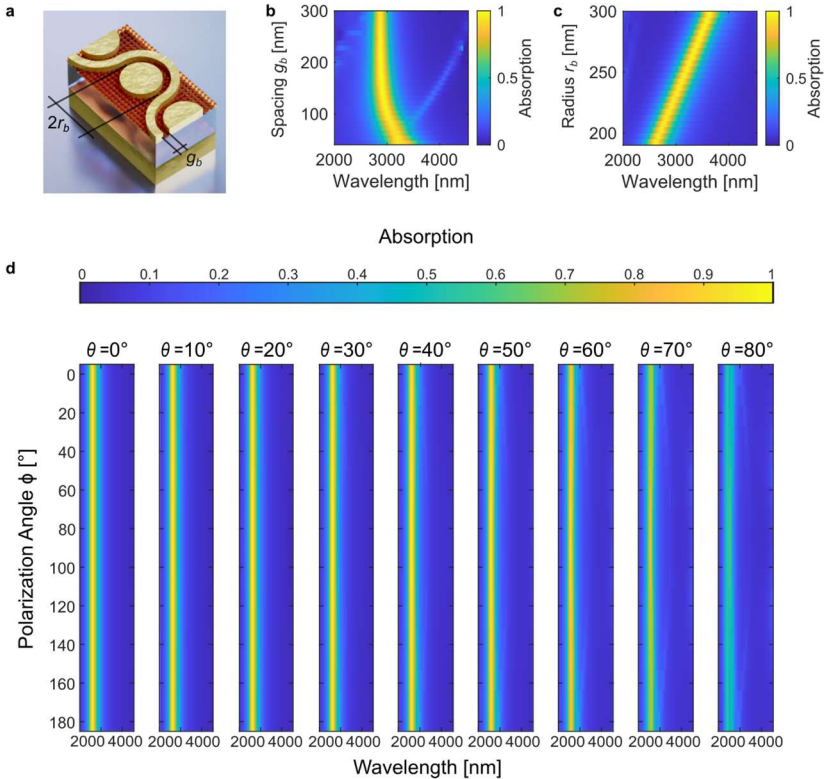 a
2r_b
g_b
b
300
200
100
Spacing g_b [nm]
2000 3000 4000
Wavelength [nm]
1
0.5
0
Absorption
c
300
250
200
Radius r_b [nm]
2000 3000 4000
Wavelength [nm]
1
0.5
0
Absorption
Absorption
d
0 0.1 0.2 0.3 0.4 0.5 0.6 0.7 0.8 0.9 1
θ=0° θ=10° θ=20° θ=30° θ=40° θ=50° θ=60° θ=70° θ=80°
0
20
40
60
80
100
120
140
160
180
Polarization Angle ϕ [°]
2000 4000 2000 4000 2000 4000 2000 4000 2000 4000 2000 4000 2000 4000 2000 4000 2000 4000
Wavelength [nm]